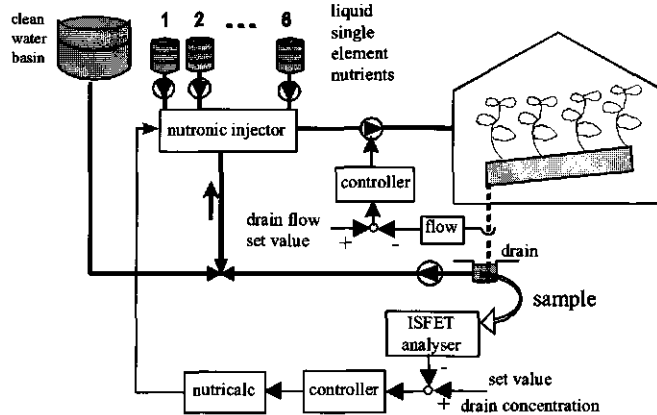 clean
water
basin
1 2 ... 8
liquid
single
element
nutrients
nutronic injector
controller
drain flow
set value
+ -
flow
drain
sample
ISFET
analyser
-
nutricalc
controller
+
set value
drain concentration